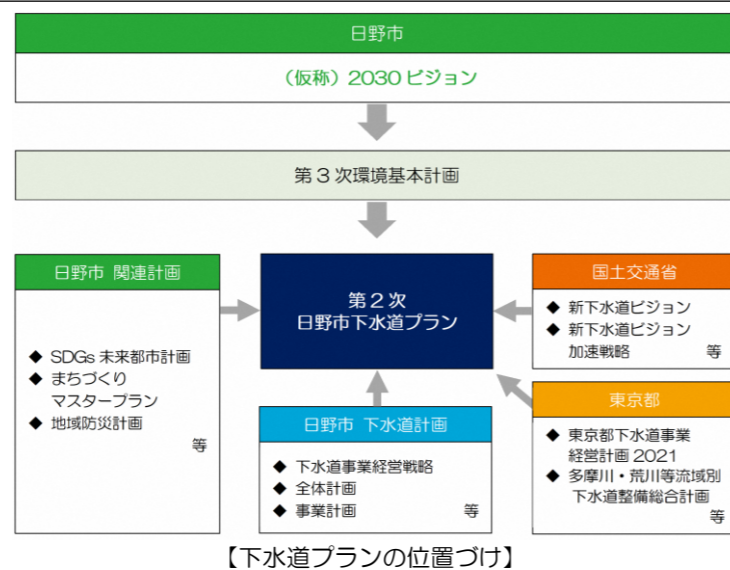 日野市
（仮称）2030 ビジョン
第３次環境基本計画
日野市 関連計画
◆ SDGs 未来都市計画
◆ まちづくり
マスタープラン
◆ 地域防災計画
等
第２次
日野市下水道プラン
国土交通省
◆ 新下水道ビジョン
◆ 新下水道ビジョン
加速戦略 等
日野市 下水道計画
◆ 下水道事業経営戦略
◆ 全体計画
◆ 事業計画 等
東京都
◆ 東京都下水道事業
経営計画 2021
◆ 多摩川・荒川等流域別
下水道整備総合計画
等
【下水道プランの位置づけ】